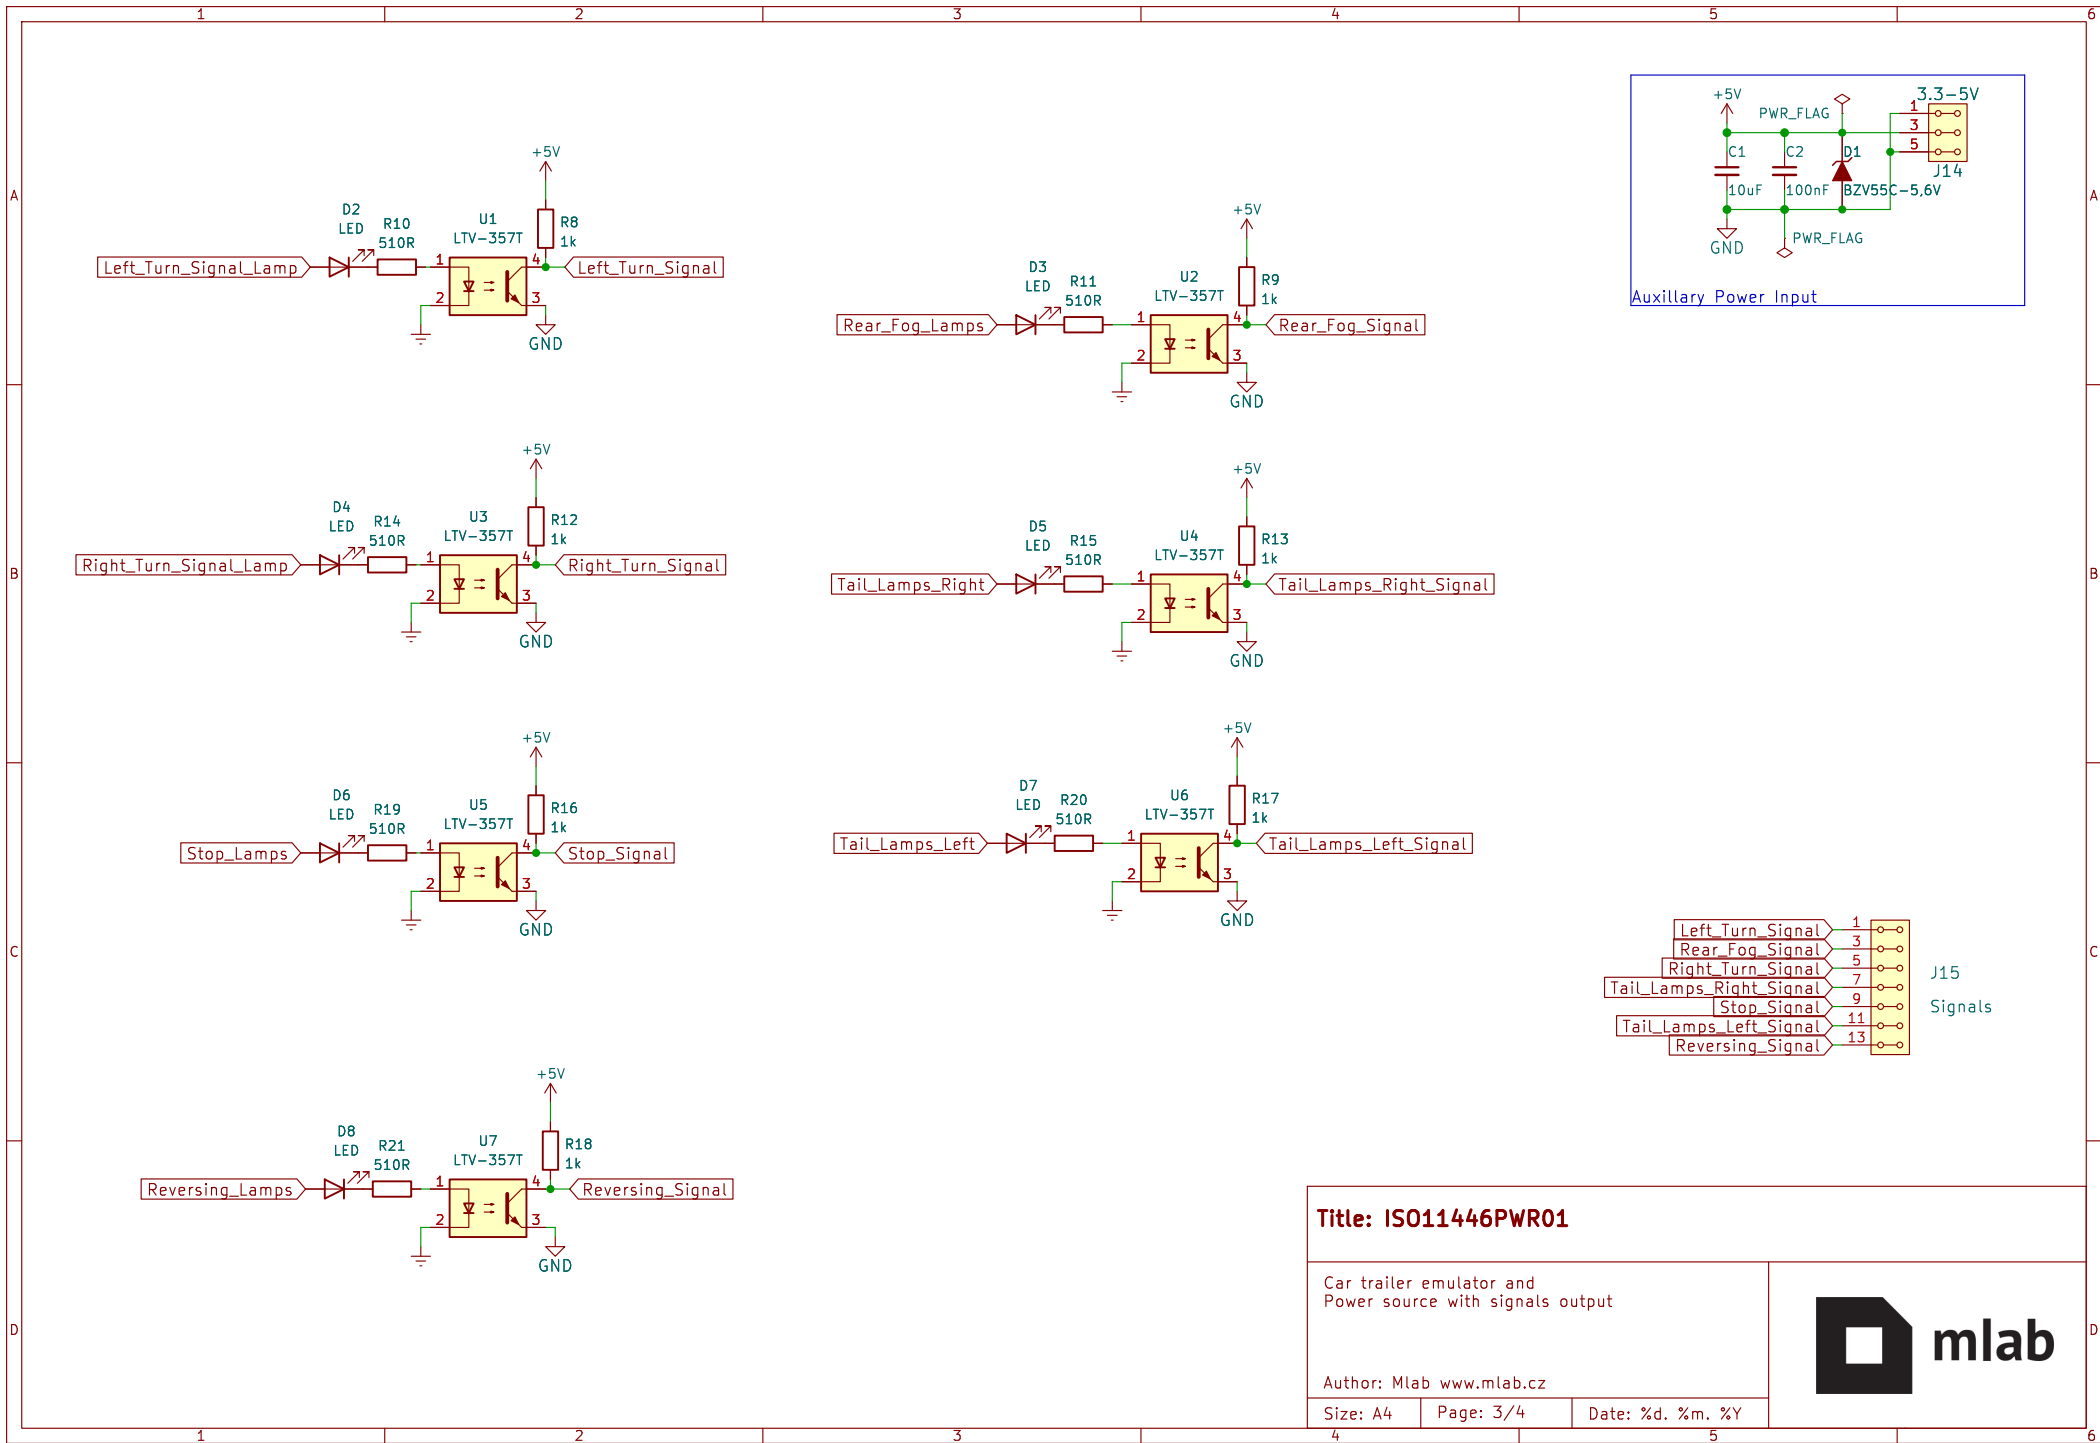 1 2 3 4 5 6
A A
B B
C C
D D
+5V
D2
LED
R10
510R
U1
LTV-357T
R8
1k
Left_Turn_Signal_Lamp
1
2
4
3
Left_Turn_Signal
GND
+5V
D3
LED
R11
510R
U2
LTV-357T
R9
1k
Rear_Fog_Lamps
1
2
4
3
Rear_Fog_Signal
GND
+5V
PWR_FLAG
3.3-5V
C1
10uF
C2
100nF
D1
BZV55C-5,6V
1
3
5
J14
GND
PWR_FLAG
Auxillary Power Input
+5V
D4
LED
R14
510R
U3
LTV-357T
R12
1k
Right_Turn_Signal_Lamp
1
2
4
3
Right_Turn_Signal
GND
+5V
D5
LED
R15
510R
U4
LTV-357T
R13
1k
Tail_Lamps_Right
1
2
4
3
Tail_Lamps_Right_Signal
GND
+5V
D6
LED
R19
510R
U5
LTV-357T
R16
1k
Stop_Lamps
1
2
4
3
Stop_Signal
GND
+5V
D7
LED
R20
510R
U6
LTV-357T
R17
1k
Tail_Lamps_Left
1
2
4
3
Tail_Lamps_Left_Signal
GND
Left_Turn_Signal 1
Rear_Fog_Signal 3
Right_Turn_Signal 5
Tail_Lamps_Right_Signal 7
Stop_Signal 9
Tail_Lamps_Left_Signal 11
Reversing_Signal 13
J15
Signals
+5V
D8
LED
R21
510R
U7
LTV-357T
R18
1k
Reversing_Lamps
1
2
4
3
Reversing_Signal
GND
Title: ISO11446PWR01
Car trailer emulator and
Power source with signals output
Author: Mlab www.mlab.cz
Size: A4
Page: 3/4
Date: %d. %m. %Y
mlab
1 2 3 4 5 6